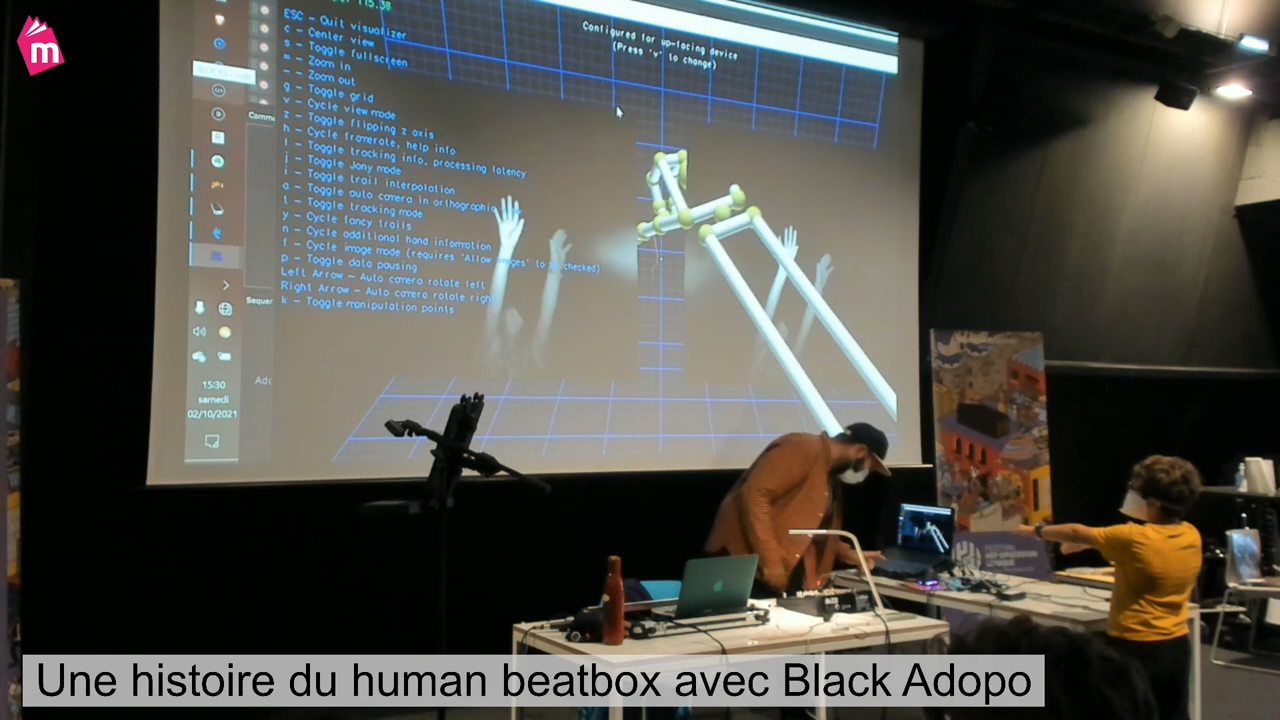 m
ESC - Quit visualizer
c - Center view
s - Toggle fullscreen
= - Zoom in
- - Zoom out
g - Toggle grid
v - Cycle view mode
z - Toggle flipping z axis
h - Cycle framerate, help info
l - Toggle tracking info, processing latency
j - Toggle Jony mode
i - Toggle trail interpolation
o - Toggle auto camera in orthographic
t - Toggle tracking mode
y - Cycle fancy trails
n - Cycle additional hand information
f - Cycle image mode (requires 'Allow to be checked)
p - Toggle data pausing
Left Arrow - Auto camera rotate left
Right Arrow - Auto camera rotate right
k - Toggle manipulation points
Configured for up-facing device
(Press 'v' to change)
Comma
Sequen
15:30
samedi
02/10/2021
FESTIVAL
Une histoire du human beatbox avec Black Adopo